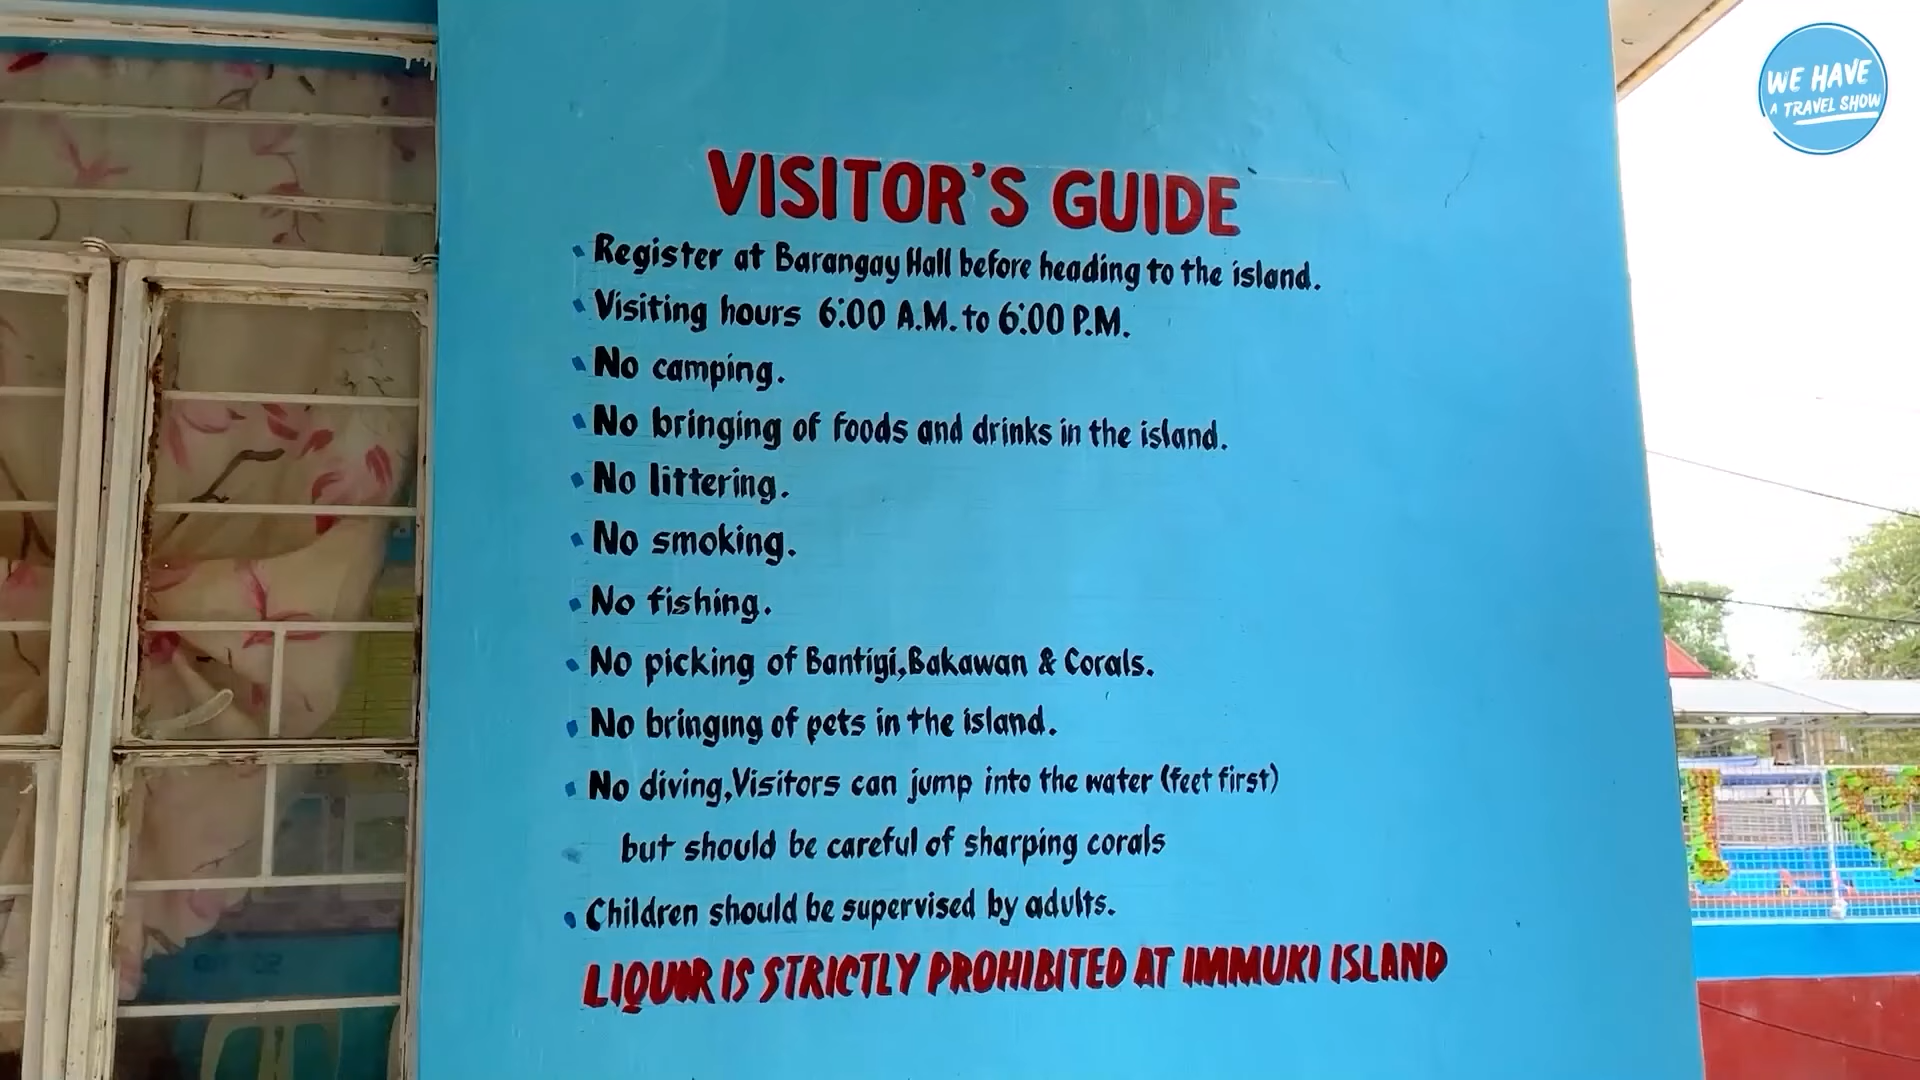 WE HAVE
A TRAVEL SHOW
VISITOR'S GUIDE
Register at Barangay Hall before heading to the island.
Visiting hours 6:00 A.M. to 6:00 P.M.
No camping.
No bringing of foods and drinks in the island.
No littering.
No smoking.
No fishing.
No picking of Bantigi, Bakawan & Corals.
No bringing of pets in the island.
No diving, Visitors can jump into the water (feet first)
but should be careful of sharping corals
Children should be supervised by adults.
LIQUOR IS STRICTLY PROHIBITED AT IMMUKI ISLAND